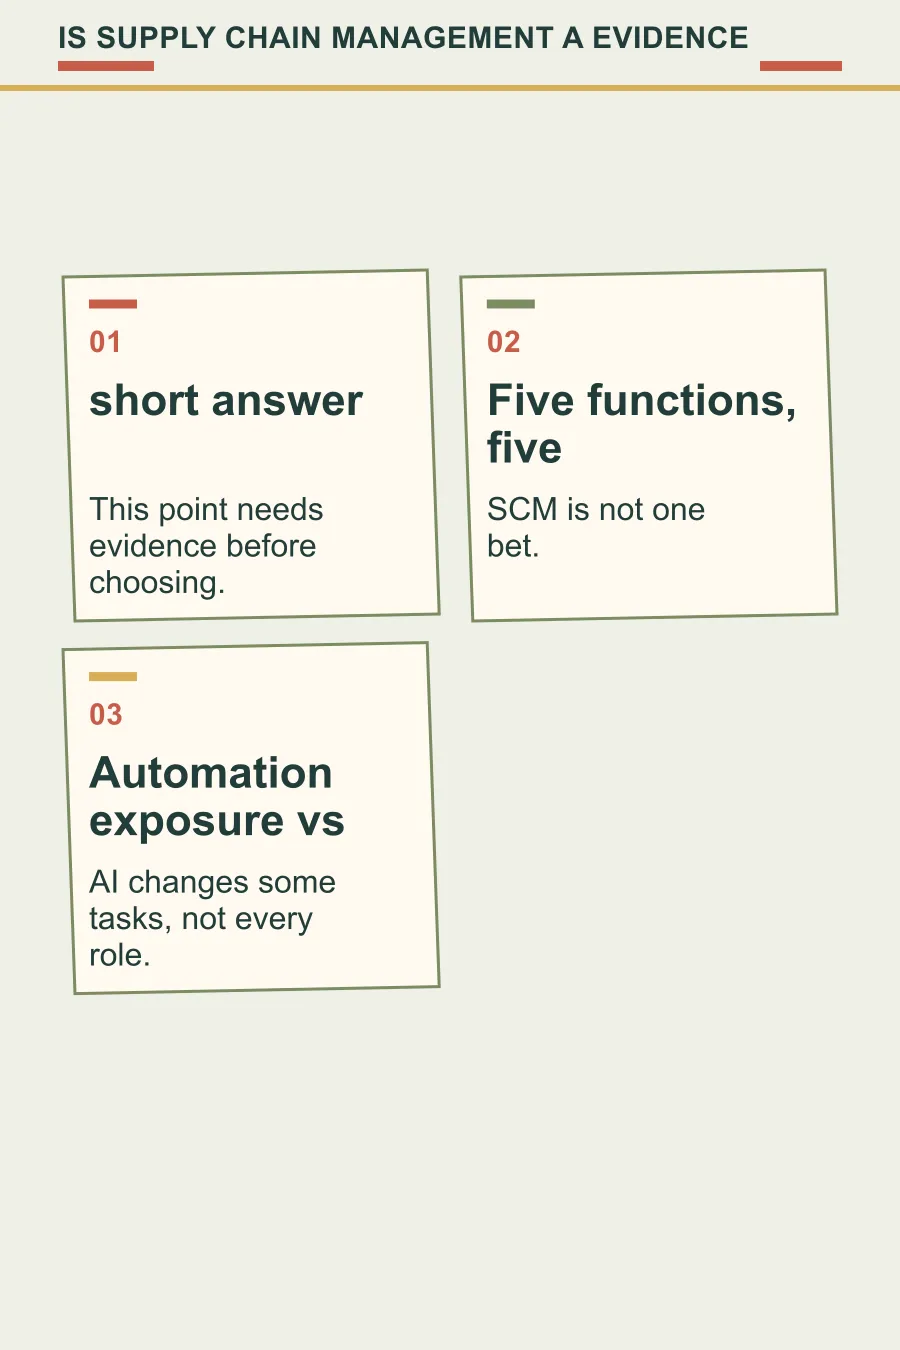 IS SUPPLY CHAIN MANAGEMENT A EVIDENCE
01
short answer
This point needs
evidence before
choosing.
02
Five functions,
five
SCM is not one
bet.
03
Automation
exposure vs
AI changes some
tasks, not every
role.